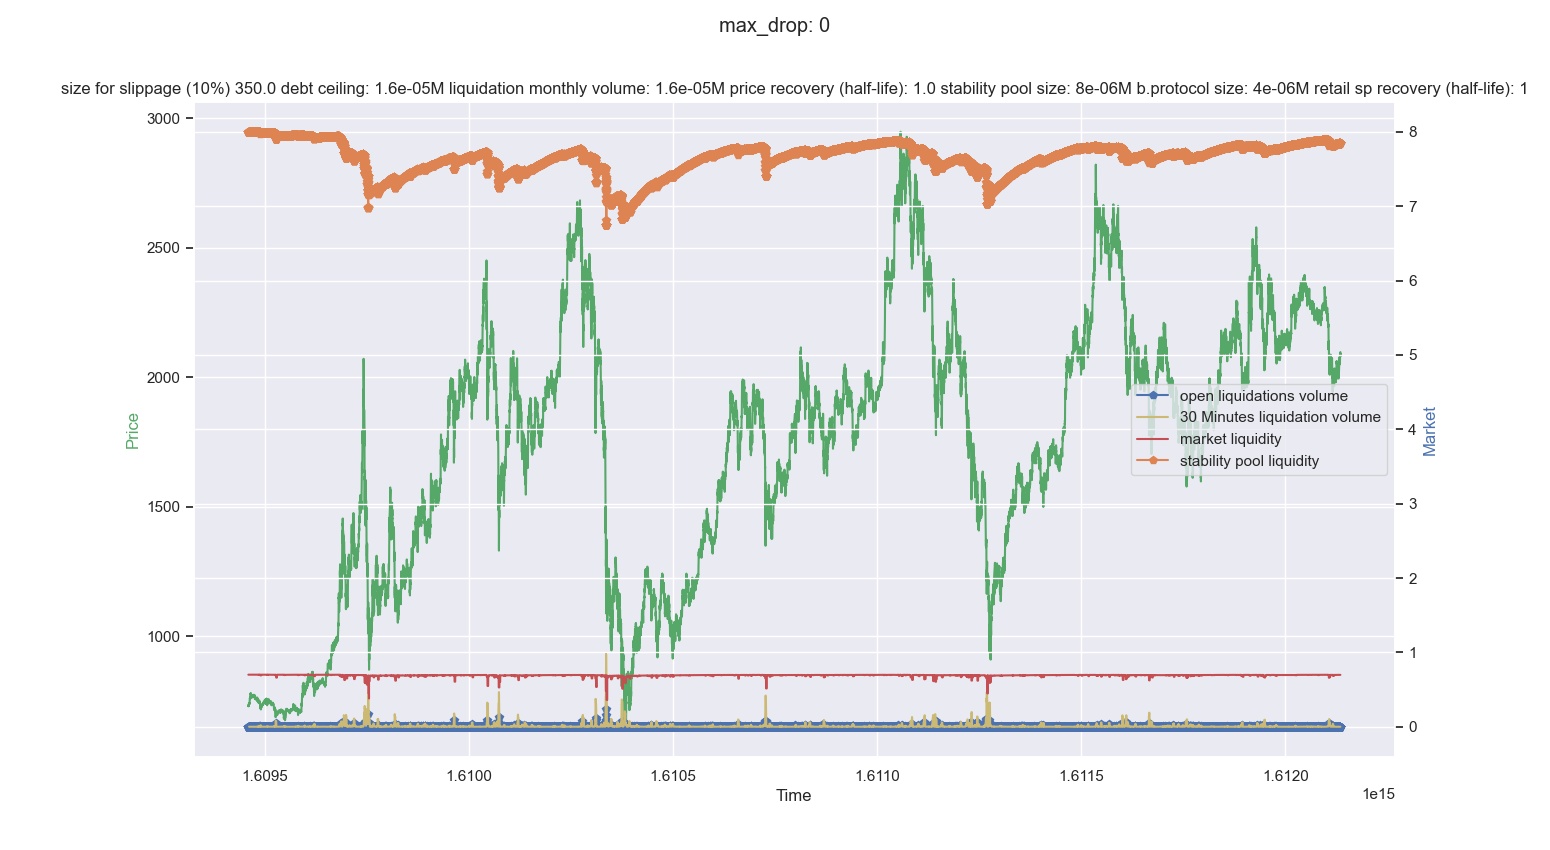 max_drop: 0
size for slippage (10%) 350.0 debt ceiling: 1.6e-05M liquidation monthly volume: 1.6e-05M price recovery (half-life): 1.0 stability pool size: 8e-06M b.protocol size: 4e-06M retail sp recovery (half-life): 1
3000
2500
2000
1500
1000
Price
8
7
6
5
4
3
2
1
0
Market
open liquidations volume
30 Minutes liquidation volume
market liquidity
stability pool liquidity
1.6095 1.6100 1.6105 1.6110 1.6115 1.6120
Time
1e15